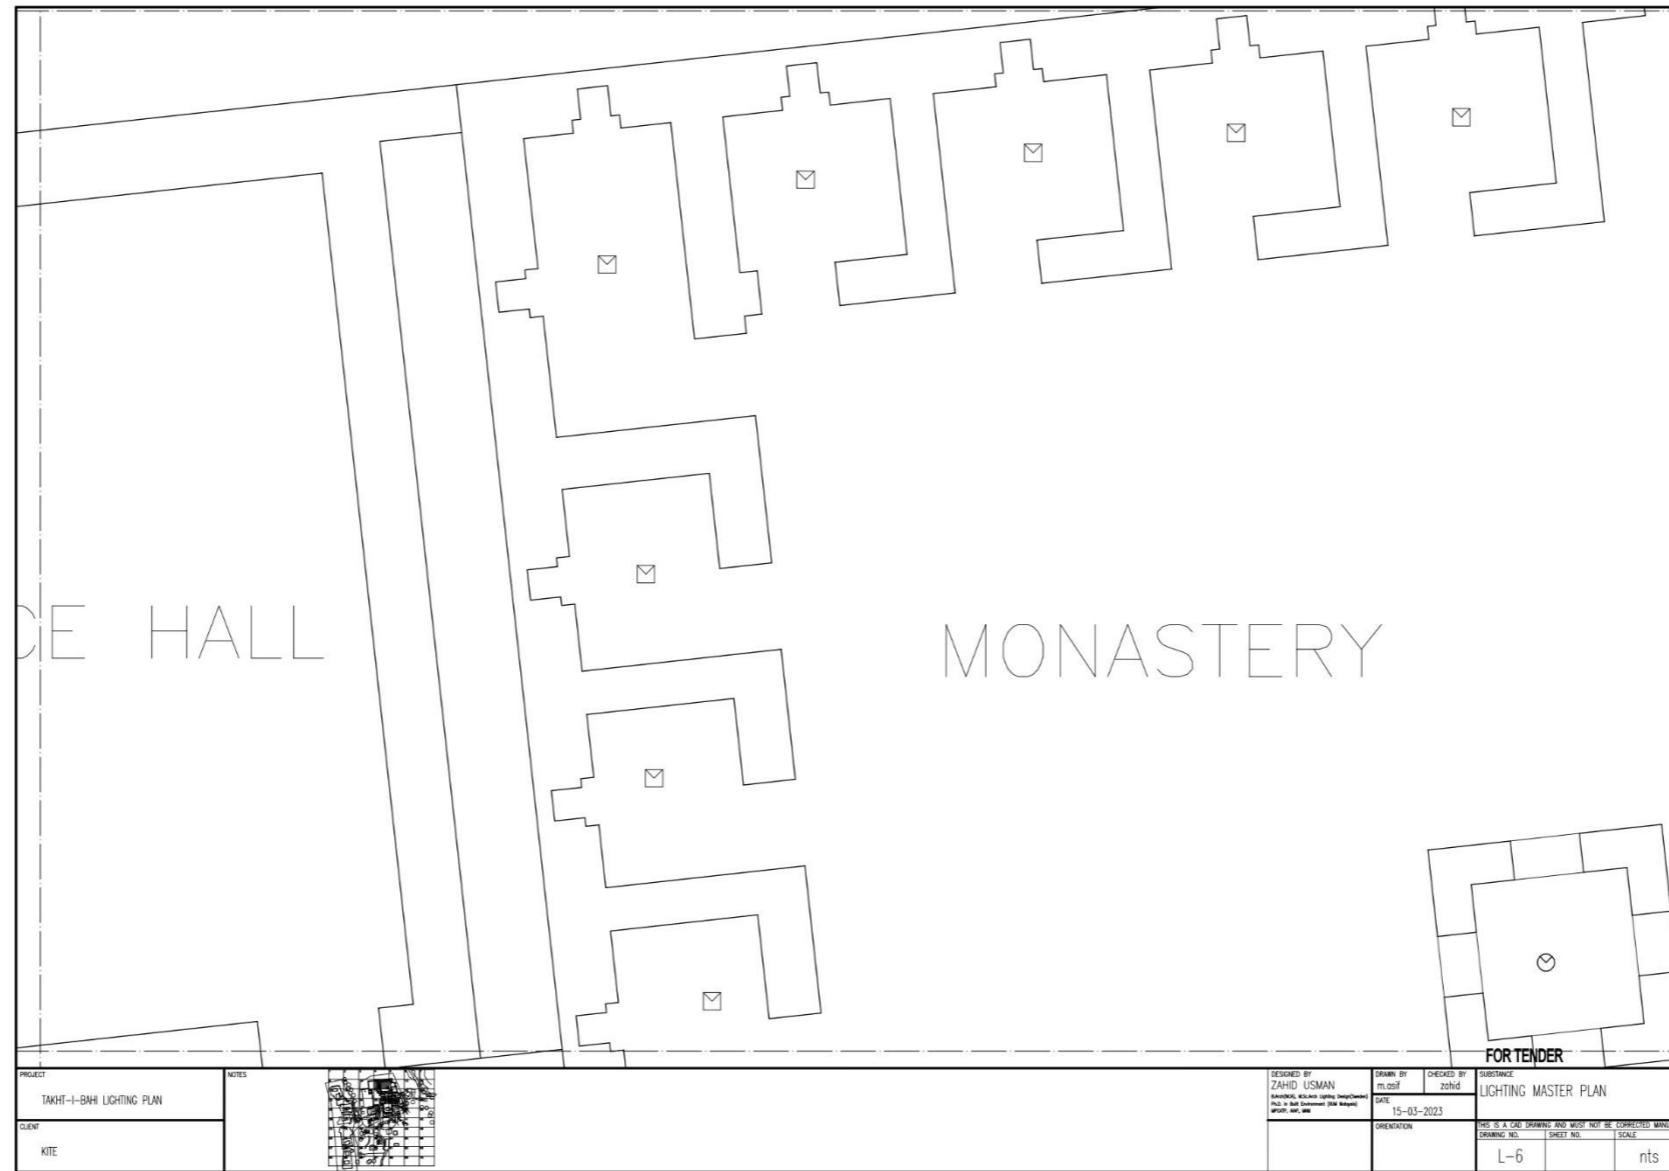 CE HALL
MONASTERY
FOR TENDER
PROJECT
TAKHT-I-BAHI LIGHTING PLAN
CLIENT
KITE
NOTES
DESIGNED BY
ZAHID USMAN
DRAWN BY
m.asif
CHECKED BY
zahid
DATE
15-03-2023
ORIENTATION
SUBSTANCE
LIGHTING MASTER PLAN
THIS IS A CAD DRAWING AND MUST NOT BE CORRECTED MANU
DRAWING NO.
L-6
SHEET NO.
SCALE
nts